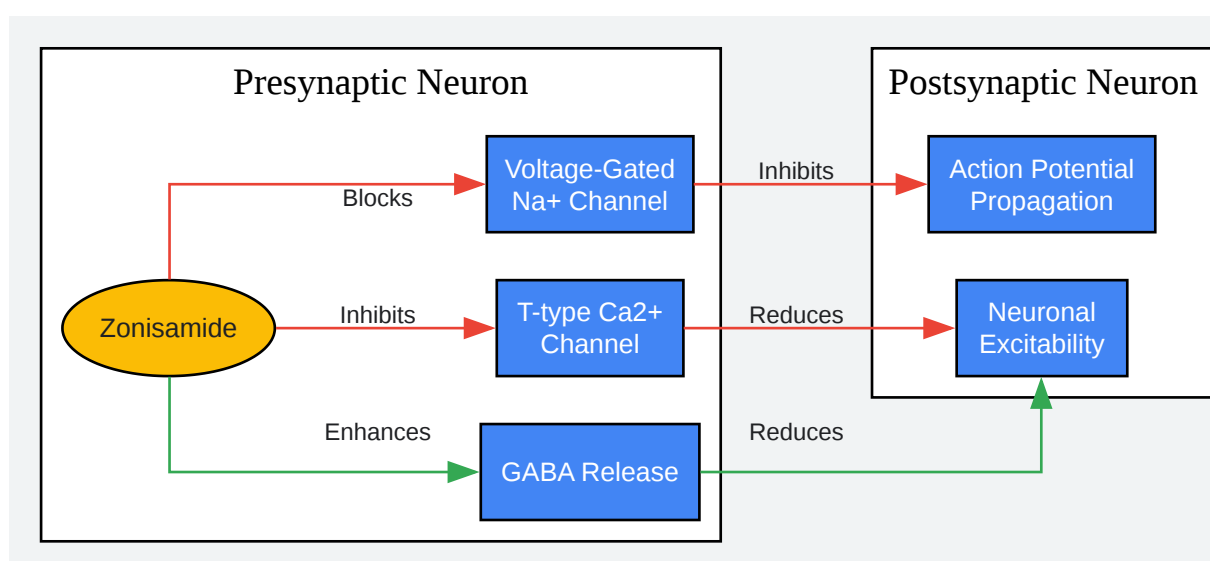 Presynaptic Neuron
Postsynaptic Neuron
Voltage-Gated
Na+ Channel
Inhibits
Action Potential
Propagation
Blocks
Zonisamide
Inhibits
T-type Ca2+
Channel
Reduces
Neuronal
Excitability
Enhances
GABA Release
Reduces